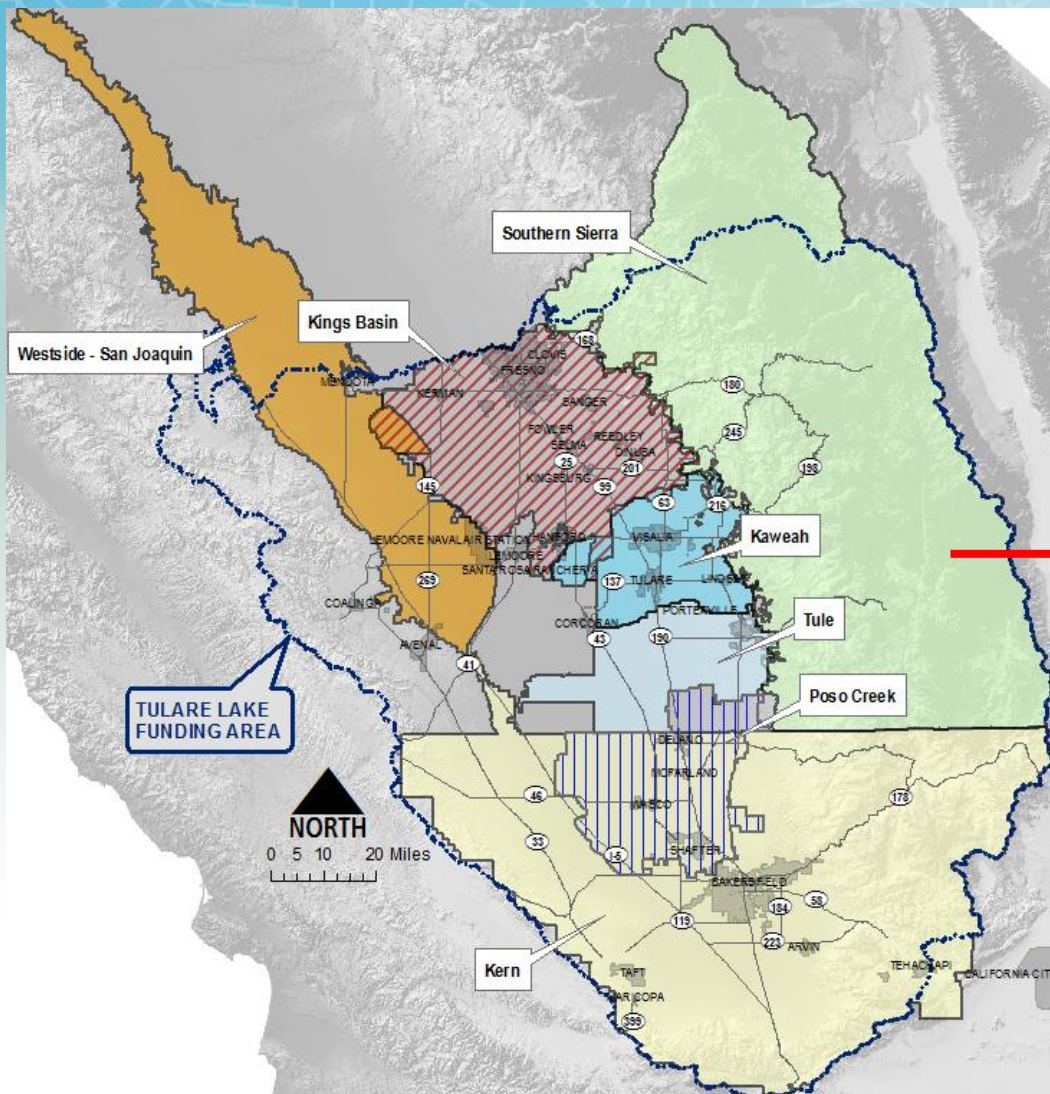 Southern Sierra
Kings Basin
Westside - San Joaquin
168
CLOVIS
FRESNO
MENDOTA
KERMAN
SANGER
180
FOWLER
SELMA
REEDLEY
DINUBA
245
25
201
198
KINGSBURG
145
99
63
216
LEMOORE NAVAL AIR STATION
HANFORD
VISALIA
Kaweah
LEMOORE
SANTA ROSA RANCHERIA
269
137
TULARE
COALINGA
CORCORAN
PORTERVILLE
Tule
AVENAL
43
190
41
Poso Creek
TULARE LAKE
FUNDING AREA
DELANO
MCFARLAND
NORTH
46
WASCO
178
0 5 10 20 Miles
33
I-5
SHAFTER
BAKERSFIELD
184
58
119
223
ARVIN
Kern
TEHACHAPI
CALIFORNIA CIT
TAFT
ARICOPA
399